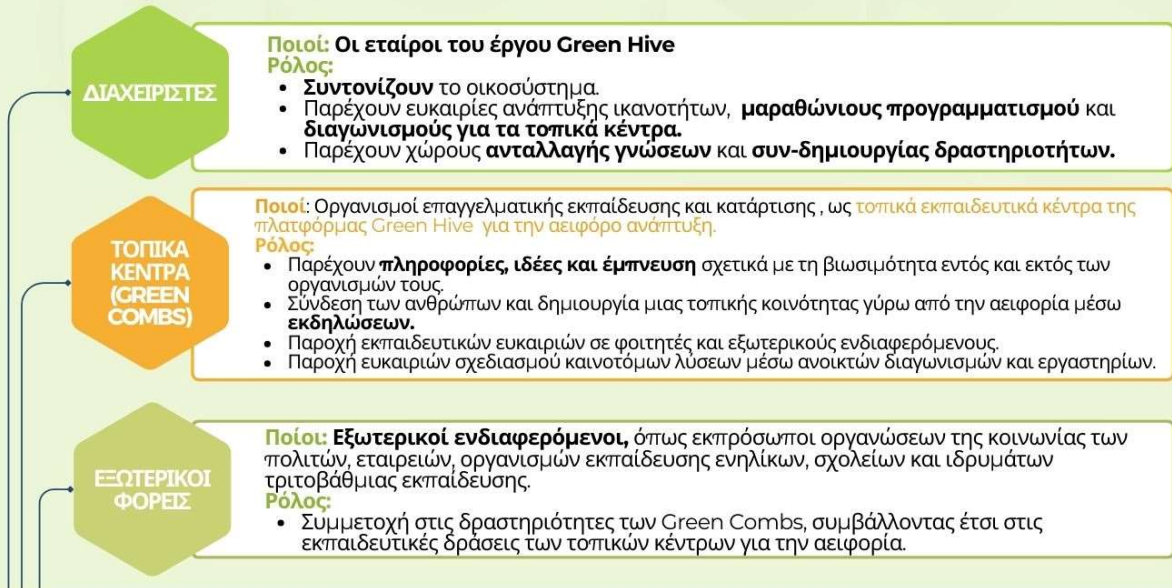 ΔΙΑΧΕΙΡΙΣΤΕΣ
Ποιοί: Οι εταίροι του έργου Green Hive
Ρόλος:
• Συντονίζουν το οικοσύστημα.
• Παρέχουν ευκαιρίες ανάπτυξης ικανοτήτων, μαραθώνιους προγραμματισμού και
διαγωνισμούς για τα τοπικά κέντρα.
• Παρέχουν χώρους ανταλλαγής γνώσεων και συν-δημιουργίας δραστηριοτήτων.
ΤΟΠΙΚΑ
ΚΕΝΤΡΑ
(GREEN
COMBS)
Ποιοί: Οργανισμοί επαγγελματικής εκπαίδευσης και κατάρτισης , ως τοπικά εκπαιδευτικά κέντρα της
πλατφόρμας Green Hive για την αειφόρο ανάπτυξη.
Ρόλος:
• Παρέχουν πληροφορίες, ιδέες και έμπνευση σχετικά με τη βιωσιμότητα εντός και εκτός των
οργανισμών τους.
• Σύνδεση των ανθρώπων και δημιουργία μιας τοπικής κοινότητας γύρω από την αειφορία μέσω
εκδηλώσεων.
• Παροχή εκπαιδευτικών ευκαιριών σε φοιτητές και εξωτερικούς ενδιαφερόμενους.
• Παροχή ευκαιριών σχεδιασμού καινοτόμων λύσεων μέσω ανοικτών διαγωνισμών και εργαστηρίων.
ΕΞΩΤΕΡΙΚΟΙ
ΦΟΡΕΙΣ
Ποίοι: Εξωτερικοί ενδιαφερόμενοι, όπως εκπρόσωποι οργανώσεων της κοινωνίας των
πολιτών, εταιρειών, οργανισμών εκπαίδευσης ενηλίκων, σχολείων και ιδρυμάτων
τριτοβάθμιας εκπαίδευσης.
Ρόλος:
• Συμμετοχή στις δραστηριότητες των Green Combs, συμβάλλοντας έτσι στις
εκπαιδευτικές δράσεις των τοπικών κέντρων για την αειφορία.